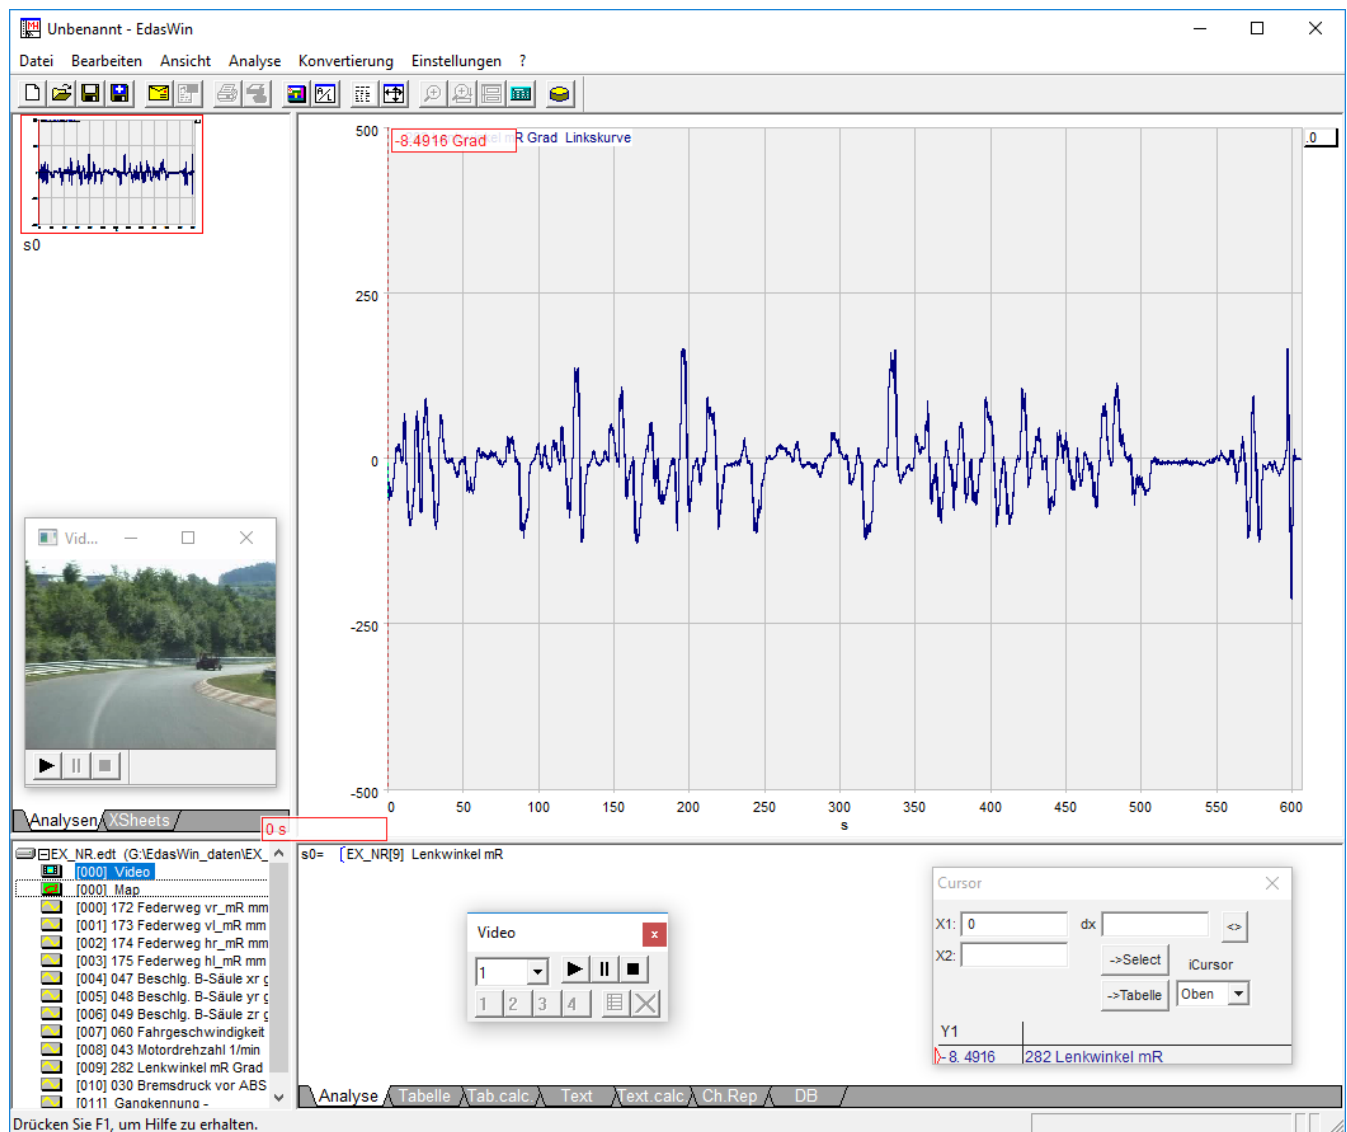 Unbenannt - EdasWin
Datei Bearbeiten Ansicht Analyse Konvertierung Einstellungen ?
s0
-8.4916 Grad
mR Grad Linkskurve
.0
500
250
0
-250
-500
0 50 100 150 200 250 300 350 400 450 500 550 600
s
Vid...
Analysen XSheets
0 s
EX_NR.edt (G:\EdasWin_daten\EX_
[000] Video
[000] Map
[000] 172 Federweg vr_mR mm
[001] 173 Federweg vl_mR mm
[002] 174 Federweg hr_mR mm
[003] 175 Federweg hl_mR mm
[004] 047 Beschlg. B-Säule xr g
[005] 048 Beschlg. B-Säule yr g
[006] 049 Beschlg. B-Säule zr g
[007] 060 Fahrgeschwindigkeit
[008] 043 Motordrehzahl 1/min
[009] 282 Lenkwinkel mR Grad
[010] 030 Bremsdruck vor ABS
[011] Gangkennung -
s0= [EX_NR[9] Lenkwinkel mR
Video
x
1
1 2 3 4
Cursor
X1: 0 dx <>
X2:
->Select iCursor
->Tabelle Oben
Y1
-8. 4916 282 Lenkwinkel mR
Analyse Tabelle Tab.calc. Text Text.calc Ch.Rep DB
Drücken Sie F1, um Hilfe zu erhalten.